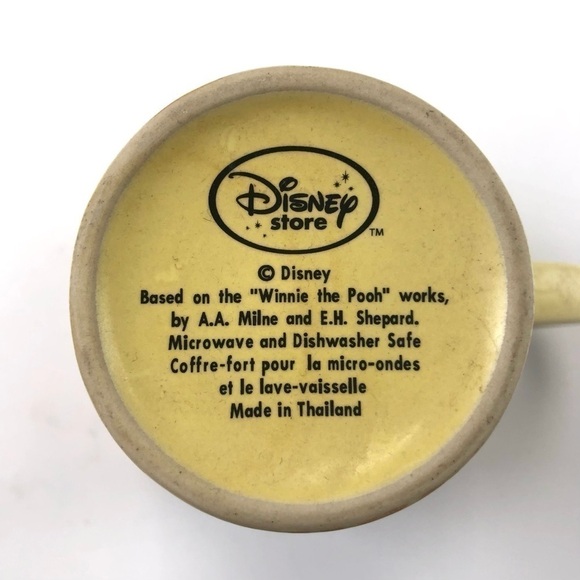 Disney
store
™
© Disney
Based on the "Winnie the Pooh" works,
by A.A. Milne and E.H. Shepard.
Microwave and Dishwasher Safe
Coffre-fort pour la micro-ondes
et le lave-vaisselle
Made in Thailand